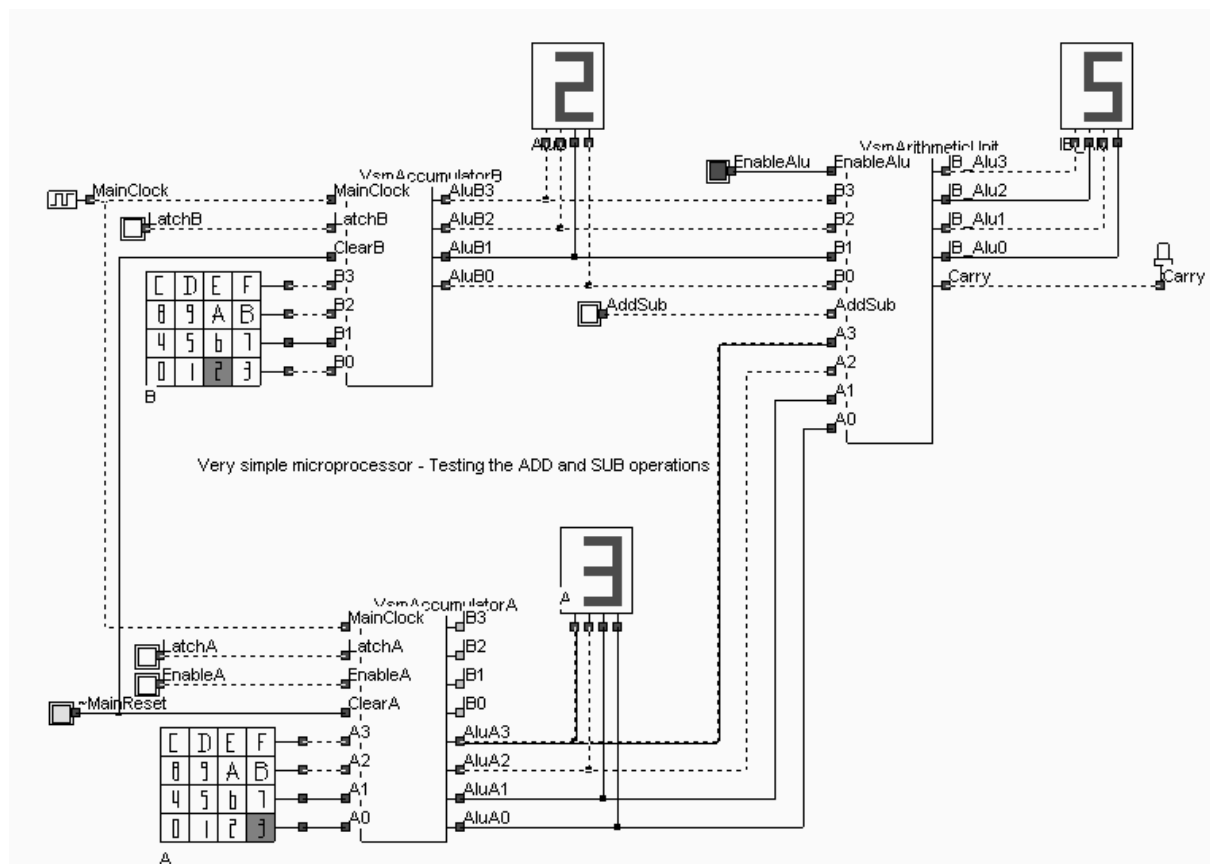 2
5
VsmArithmeticUnit
EnableAlu EnableAlu IB_Alu3
VsmAccumulatorB
MainClock MainClock AluB3 B3 IB_Alu2
LatchB LatchB AluB2 B2 IB_Alu1
ClearB AluB1 B1 IB_Alu0
C D E F B3 AluB0 B0 Carry Carry
8 9 A B B2 AddSub AddSub
4 5 6 7 B1 A3
0 1 2 3 B0 A2
B
A1
A0
Very simple microprocessor - Testing the ADD and SUB operations
3
A
VsmAccumulatorA
MainClock IB3
LatchA LatchA IB2
EnableA EnableA IB1
~MainReset ClearA IB0
C D E F A3 AluA3
8 9 A B A2 AluA2
4 5 6 7 A1 AluA1
0 1 2 3 A0 AluA0
A